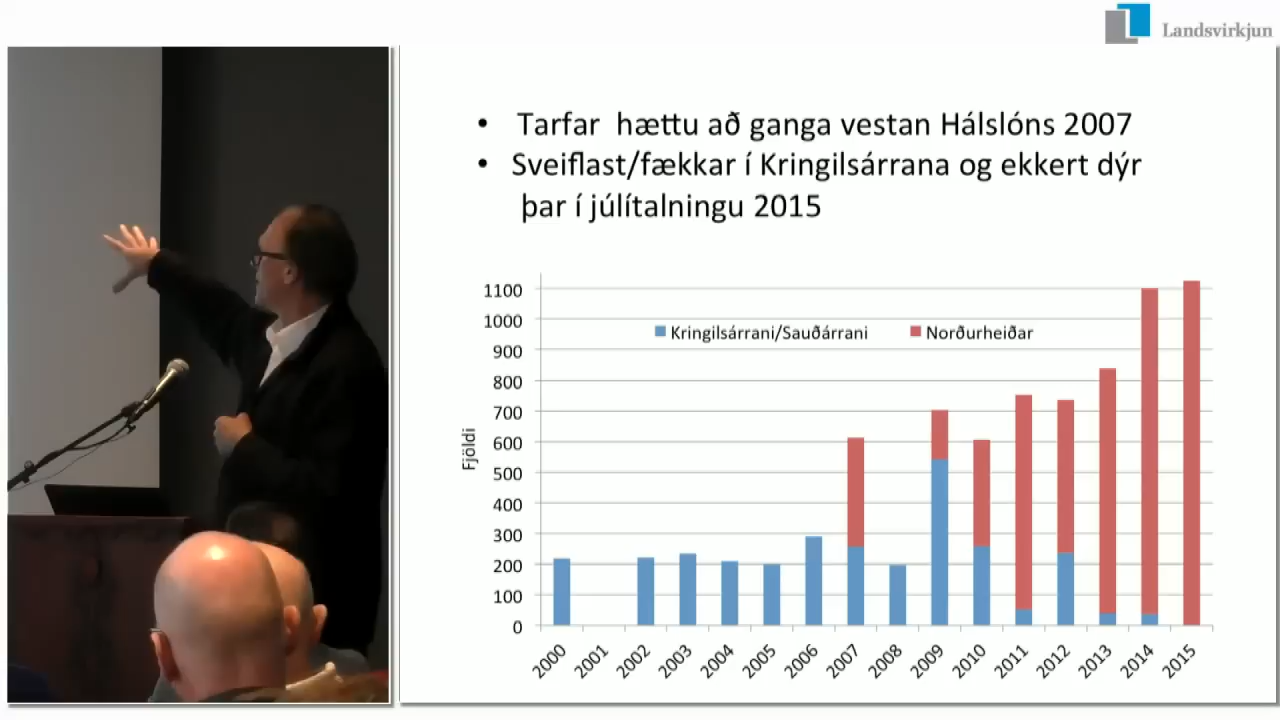 Landsvirkjun
• Tarfar hættu að ganga vestan Hálslóns 2007
• Sveiflast/fækkar í Kringilsárrana og ekkert dýr
þar í júlítalningu 2015
1100
1000
900
800
700
600
500
400
300
200
100
0
Fjöldi
Kringilsárrani/Sauðárrani Norðurheiðar
2000 2001 2002 2003 2004 2005 2006 2007 2008 2009 2010 2011 2012 2013 2014 2015